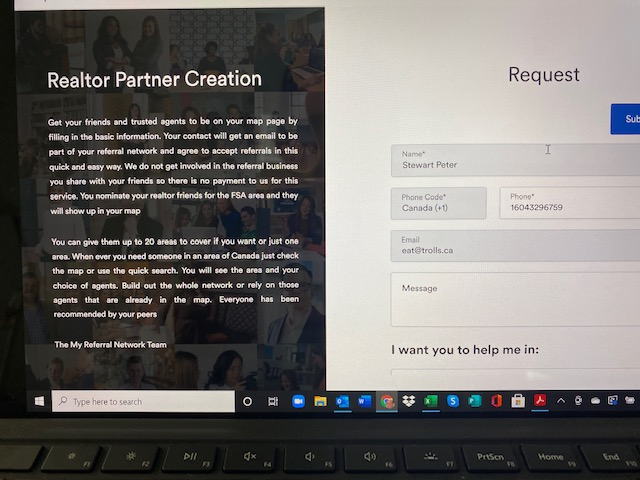 Realtor Partner Creation
Get your friends and trusted agents to be on your map page by
filling in the basic information. Your contact will get an email to be
part of your referral network and agree to accept referrals in this
quick and easy way. We do not get involved in the referral business
you share with your friends so there is no payment to us for this
service. You nominate your realtor friends for the FSA area and they
will show up in your map
You can give them up to 20 areas to cover if you want or just one
area. When ever you need someone in an area of Canada just check
the map or use the quick search. You will see the area and your
choice of agents. Build out the whole network or rely on those
agents that are already in the map. Everyone has been
recommended by your peers
The My Referral Network Team
Request
Sub
Name*
Stewart Peter
Phone Code*
Canada (+1)
Phone*
16043296759
Email
eat@trolls.ca
Message
I want you to help me in:
Type here to search
F1
F2
F3
F4
F5
F6
F7
PrtScn
F8
Home
F9
End
F10